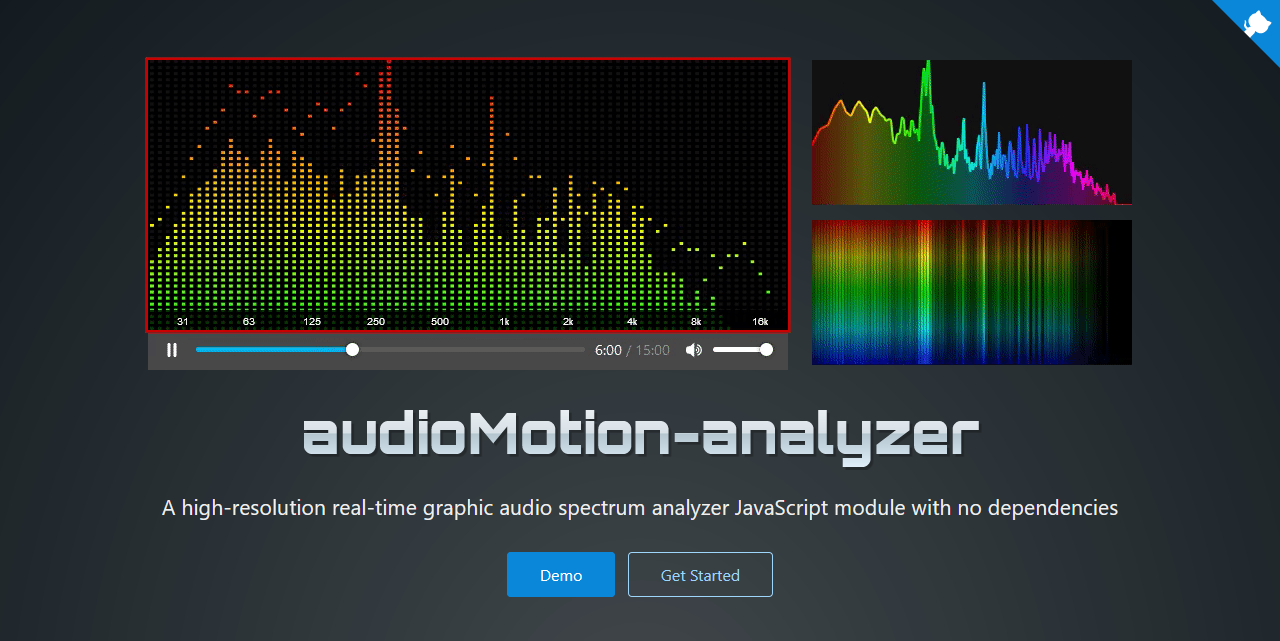 31 63 125 250 500 1k 2k 4k 8k 16k
6:00 / 15:00
audioMotion-analyzer
A high-resolution real-time graphic audio spectrum analyzer JavaScript module with no dependencies
Demo Get Started